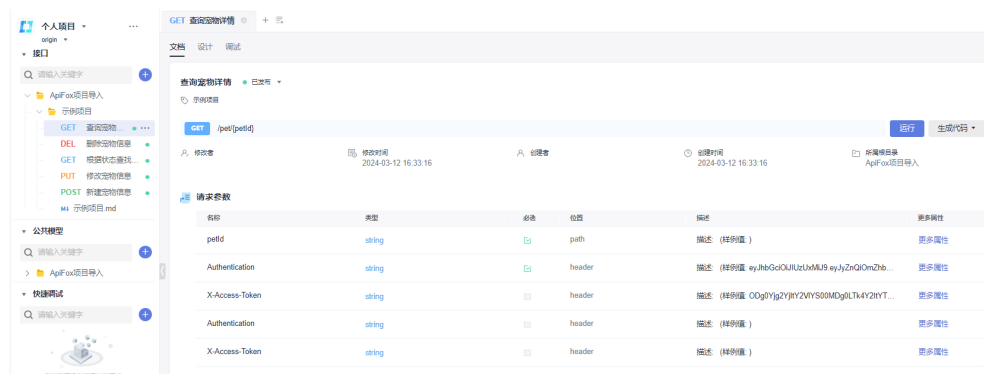 个人项目
origin
接口
请输入关键字
ApiFox项目导入
示例项目
GET 查询宠物...
DEL 删除宠物信息
GET 根据状态查找...
PUT 修改宠物信息
POST 新建宠物信息
M↓ 示例项目.md
公共模型
请输入关键字
ApiFox项目导入
快捷调试
请输入关键字
GET 查询宠物详情
文档 设计 调试
查询宠物详情 已发布
示例项目
GET /pet/{petId}
运行 生成代码
修改者 修改时间 创建者 创建时间 所属根目录
2024-03-12 16:33:16 2024-03-12 16:33:16 ApiFox项目导入
请求参数
名称 类型 必选 位置 描述 更多属性
petId string path 描述: (样例值: ) 更多属性
Authentication string header 描述: (样例值: eyJhbGciOiJIUzUxMiJ9.eyJyZnQiOmZhb... 更多属性
X-Access-Token string header 描述: (样例值: ODg0Yjg2YjItY2VlYS00MDg0LTk4Y2ItYT... 更多属性
Authentication string header 描述: (样例值: ) 更多属性
X-Access-Token string header 描述: (样例值: ) 更多属性